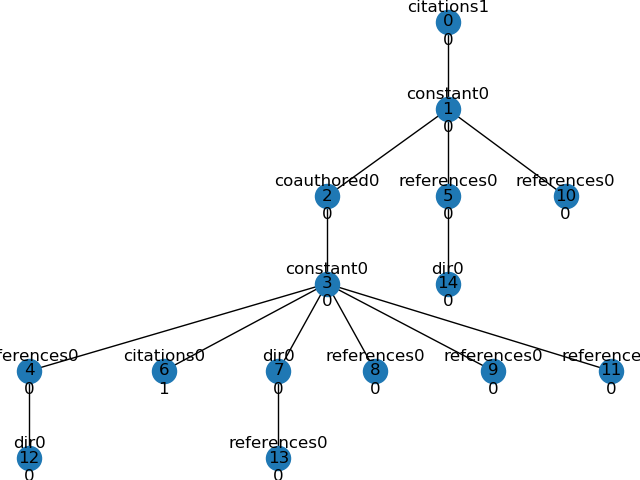 citations1
0
0
constant0
1
0
coauthored0 references0 references0
2 5 10
0 0 0
constant0 dir0
3 14
0 0
ferences0 citations0 dir0 references0 references0 reference
4 6 7 8 9 11
0 1 0 0 0 0
dir0 references0
12 13
0 0